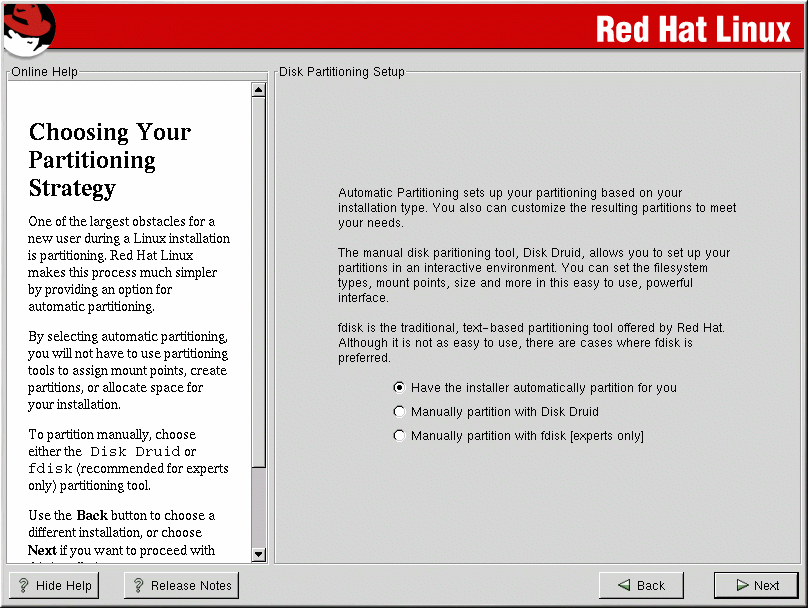 Red Hat Linux
Online Help
Choosing Your
Partitioning
Strategy
One of the largest obstacles for a
new user during a Linux installation
is partitioning. Red Hat Linux
makes this process much simpler
by providing an option for
automatic partitioning.
By selecting automatic partitioning,
you will not have to use partitioning
tools to assign mount points, create
partitions, or allocate space for
your installation.
To partition manually, choose
either the Disk Druid or
fdisk (recommended for experts
only) partitioning tool.
Use the Back button to choose a
different installation, or choose
Next if you want to proceed with
Disk Partitioning Setup
Automatic Partitioning sets up your partitioning based on your
installation type. You also can customize the resulting partitions to meet
your needs.
The manual disk paritioning tool, Disk Druid, allows you to set up your
partitions in an interactive environment. You can set the filesystem
types, mount points, size and more in this easy to use, powerful
interface.
fdisk is the traditional, text-based partitioning tool offered by Red Hat.
Although it is not as easy to use, there are cases where fdisk is
preferred.
Have the installer automatically partition for you
Manually partition with Disk Druid
Manually partition with fdisk [experts only]
? Hide Help
? Release Notes
Back
Next